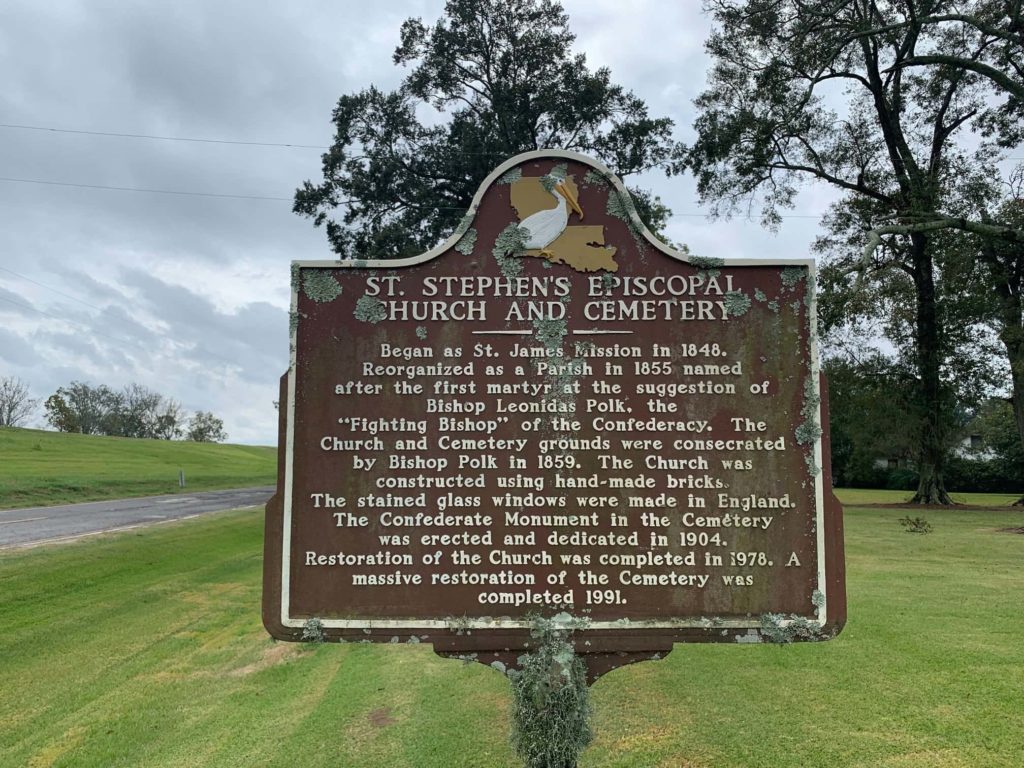 ST. STEPHEN'S EPISCOPAL
CHURCH AND CEMETERY
Began as St. James Mission in 1848.
Reorganized as a Parish in 1855 named
after the first martyr at the suggestion of
Bishop Leonidas Polk, the
"Fighting Bishop" of the Confederacy. The
Church and Cemetery grounds were consecrated
by Bishop Polk in 1859. The Church was
constructed using hand-made bricks.
The stained glass windows were made in England.
The Confederate Monument in the Cemetery
was erected and dedicated in 1904.
Restoration of the Church was completed in 1978. A
massive restoration of the Cemetery was
completed 1991.